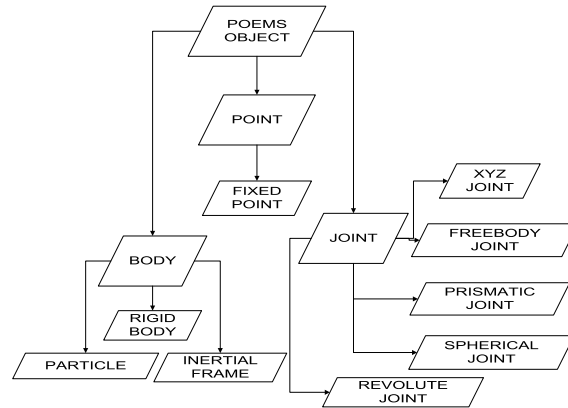 POEMS
OBJECT
POINT
FIXED
POINT
XYZ
JOINT
JOINT
FREEBODY
JOINT
BODY
PRISMATIC
JOINT
RIGID
BODY
SPHERICAL
JOINT
PARTICLE
INERTIAL
FRAME
REVOLUTE
JOINT